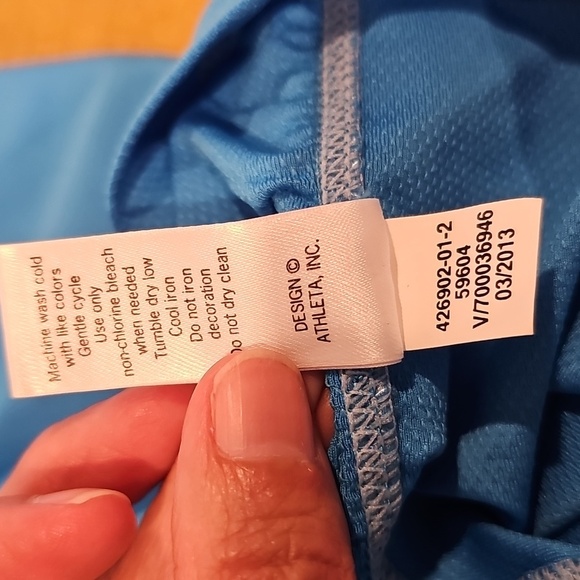 Machine wash cold
with like colors
Gentle cycle
Use only
non-chlorine bleach
when needed
Tumble dry low
Cool iron
Do not iron
decoration
Do not dry clean
DESIGN ©
ATHLETA, INC.
426902-01-2
59604
V/700036946
03/2013